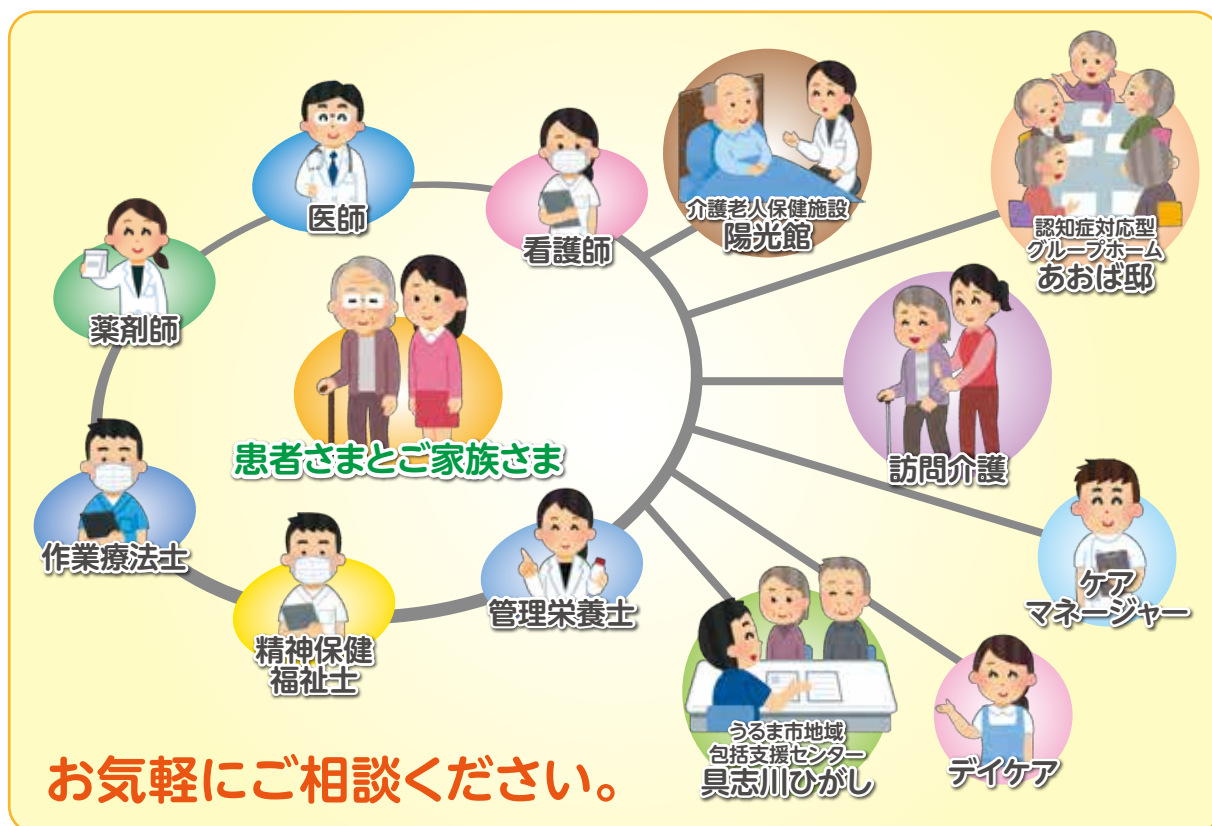 医師
看護師
介護老人保健施設
陽光館
認知症対応型
グループホーム
あおば邸
薬剤師
患者さまとご家族さま
訪問介護
作業療法士
精神保健
福祉士
管理栄養士
ケア
マネージャー
うるま市地域
包括支援センター
具志川ひがし
デイケア
お気軽にご相談ください。